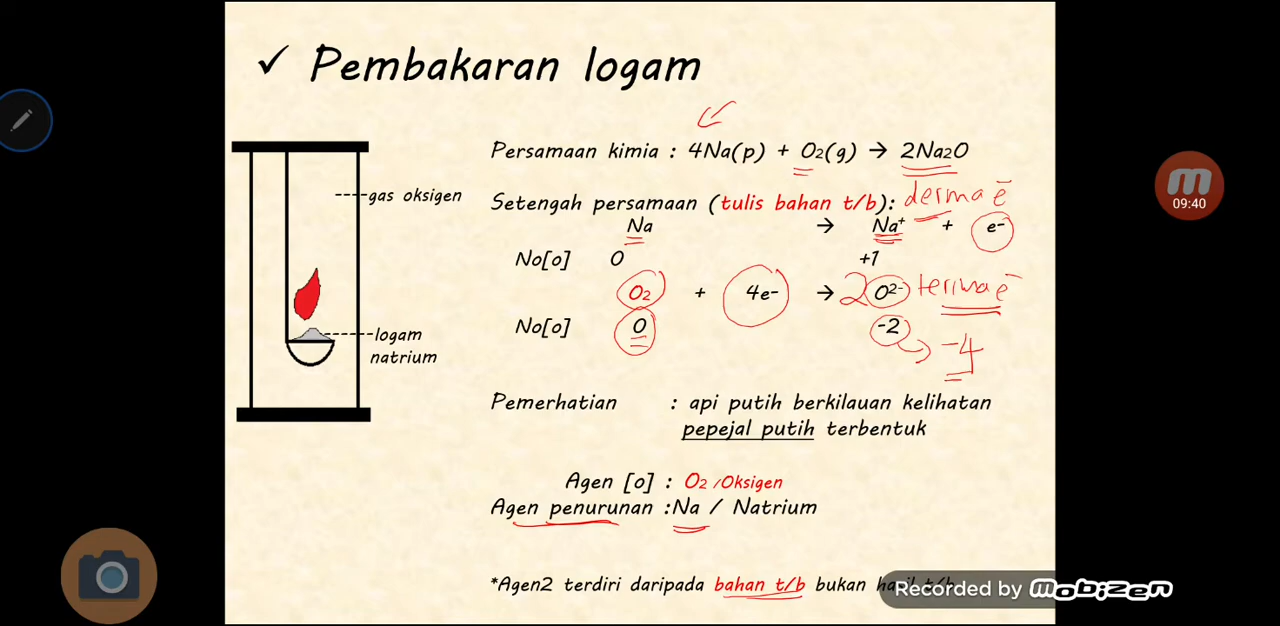 ✓ Pembakaran logam
Persamaan kimia : 4Na(p) + O₂(g) → 2Na₂O
gas oksigen
Setengah persamaan (tulis bahan t/b): derma e⁻
Na → Na⁺ + e⁻
No[o] 0 +1
O₂ + 4e⁻ → 2O²⁻ terima e⁻
No[o] 0 -2
-4
logam
natrium
Pemerhatian : api putih berkilauan kelihatan
pepejal putih terbentuk
Agen [o] : O₂ /Oksigen
Agen penurunan :Na / Natrium
*Agen2 terdiri daripada bahan t/b bukan
Recorded by mobizen
09:40